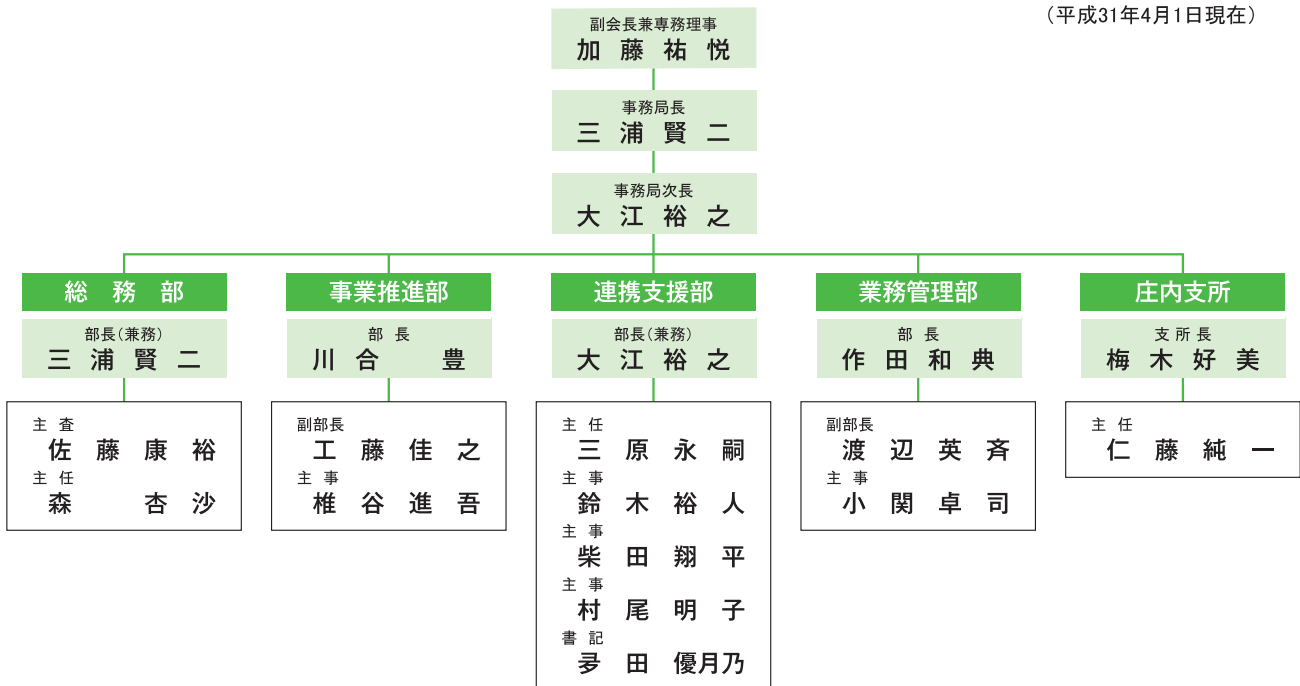 (平成31年4月1日現在)
副会長兼専務理事
加藤祐悦
事務局長
三浦賢二
事務局次長
大江裕之
総務部
部長(兼務)
三浦賢二
主査
佐藤康裕
主任
森 杏沙
事業推進部
部長
川合 豊
副部長
工藤佳之
主事
椎谷進吾
連携支援部
部長(兼務)
大江裕之
主任
三原永嗣
主事
鈴木裕人
主事
柴田翔平
主事
村尾明子
書記
田優月乃
業務管理部
部長
作田和典
副部長
渡辺英斉
主事
小関卓司
庄内支所
支所長
梅木好美
主任
仁藤純一